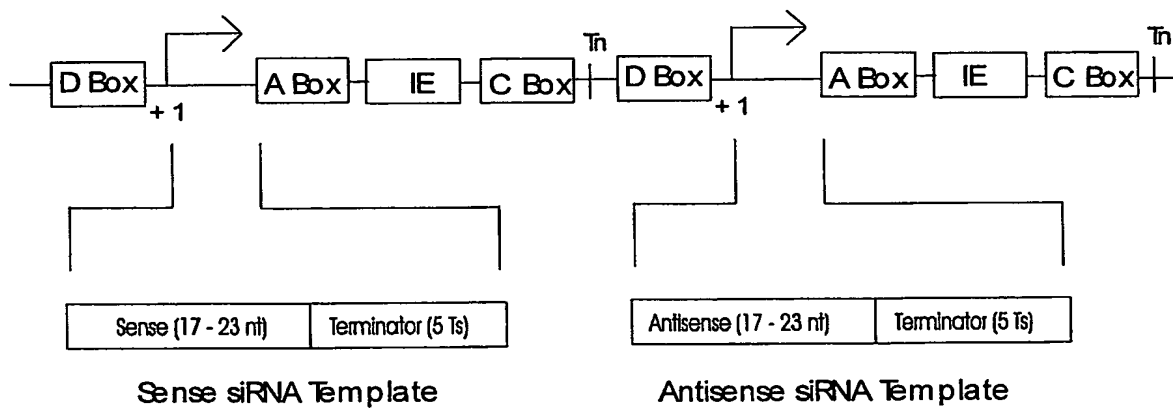 Tn Tn
D Box A Box IE C Box D Box A Box IE C Box
+ 1 + 1
Sense (17 - 23 nt) Terminator (5 Ts) Antisense (17 - 23 nt) Terminator (5 Ts)
Sense siRNA Template Antisense siRNA Template